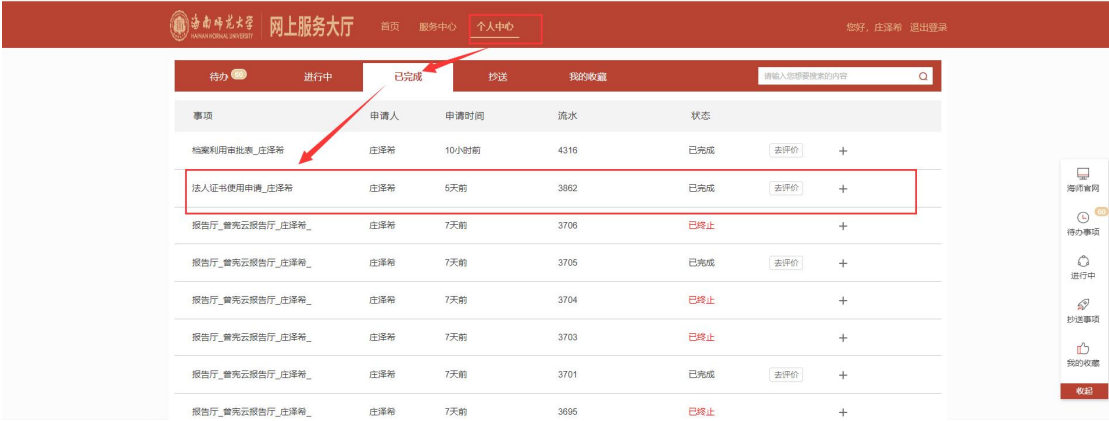 海南师范大学 网上服务大厅 首页 服务中心 个人中心 您好，庄泽希 退出登录
HAINAN NORMAL UNIVERSITY
待办 50 进行中 已完成 抄送 我的收藏 请输入您想要搜索的内容
事项 申请人 申请时间 流水 状态
档案利用审批表_庄泽希 庄泽希 10小时前 4316 已完成 去评价 +
法人证书使用申请_庄泽希 庄泽希 5天前 3862 已完成 去评价 +
报告厅_曾宪云报告厅_庄泽希_ 庄泽希 7天前 3706 已终止 +
报告厅_曾宪云报告厅_庄泽希_ 庄泽希 7天前 3705 已完成 去评价 +
报告厅_曾宪云报告厅_庄泽希_ 庄泽希 7天前 3704 已终止 +
报告厅_曾宪云报告厅_庄泽希_ 庄泽希 7天前 3703 已终止 +
报告厅_曾宪云报告厅_庄泽希_ 庄泽希 7天前 3701 已完成 去评价 +
报告厅_曾宪云报告厅_庄泽希_ 庄泽希 7天前 3695 已终止 +
海师官网
50
待办事项
进行中
抄送事项
我的收藏
收起